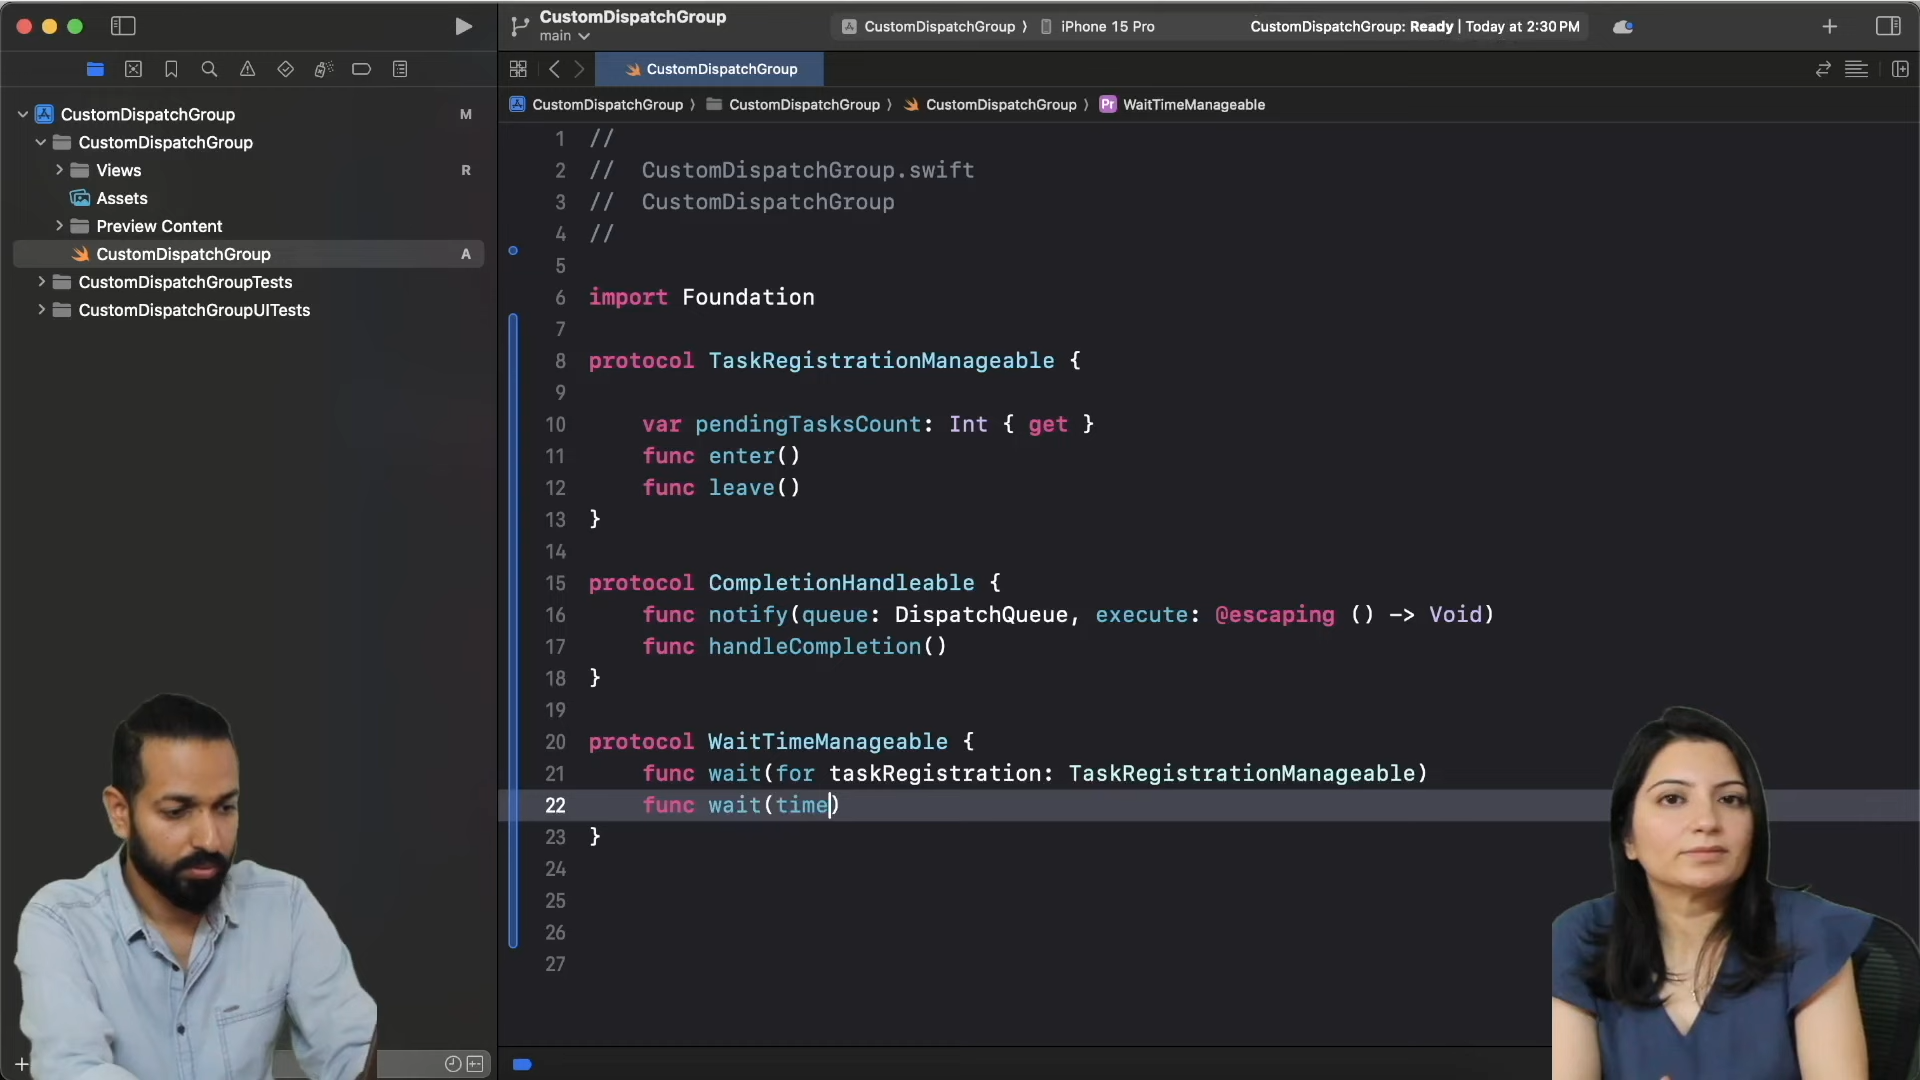 CustomDispatchGroup
main
CustomDispatchGroup 〉 iPhone 15 Pro
CustomDispatchGroup: Ready | Today at 2:30 PM
CustomDispatchGroup
CustomDispatchGroup 〉 CustomDispatchGroup 〉 CustomDispatchGroup 〉 Pr WaitTimeManageable
CustomDispatchGroup M
CustomDispatchGroup
Views R
Assets
Preview Content
CustomDispatchGroup A
CustomDispatchGroupTests
CustomDispatchGroupUITests
1 //
2 //  CustomDispatchGroup.swift
3 //  CustomDispatchGroup
4 //
5
6 import Foundation
7
8 protocol TaskRegistrationManageable {
9
10     var pendingTasksCount: Int { get }
11     func enter()
12     func leave()
13 }
14
15 protocol CompletionHandleable {
16     func notify(queue: DispatchQueue, execute: @escaping () -> Void)
17     func handleCompletion()
18 }
19
20 protocol WaitTimeManageable {
21     func wait(for taskRegistration: TaskRegistrationManageable)
22     func wait(time)
23 }
24
25
26
27